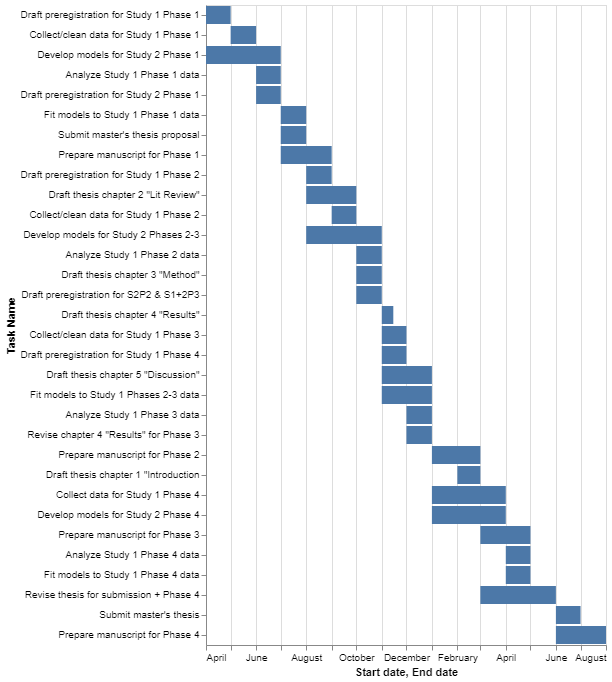 Draft preregistration for Study 1 Phase 1
Collect/clean data for Study 1 Phase 1
Develop models for Study 2 Phase 1
Analyze Study 1 Phase 1 data
Draft preregistration for Study 2 Phase 1
Fit models to Study 1 Phase 1 data
Submit master's thesis proposal
Prepare manuscript for Phase 1
Draft preregistration for Study 1 Phase 2
Draft thesis chapter 2 "Lit Review"
Collect/clean data for Study 1 Phase 2
Develop models for Study 2 Phases 2-3
Analyze Study 1 Phase 2 data
Draft thesis chapter 3 "Method"
Draft preregistration for S2P2 & S1+2P3
Draft thesis chapter 4 "Results"
Collect/clean data for Study 1 Phase 3
Draft preregistration for Study 1 Phase 4
Draft thesis chapter 5 "Discussion"
Fit models to Study 1 Phases 2-3 data
Analyze Study 1 Phase 3 data
Revise chapter 4 "Results" for Phase 3
Prepare manuscript for Phase 2
Draft thesis chapter 1 "Introduction
Collect data for Study 1 Phase 4
Develop models for Study 2 Phase 4
Prepare manuscript for Phase 3
Analyze Study 1 Phase 4 data
Fit models to Study 1 Phase 4 data
Revise thesis for submission + Phase 4
Submit master's thesis
Prepare manuscript for Phase 4
Task Name
April June August October December February April June August
Start date, End date